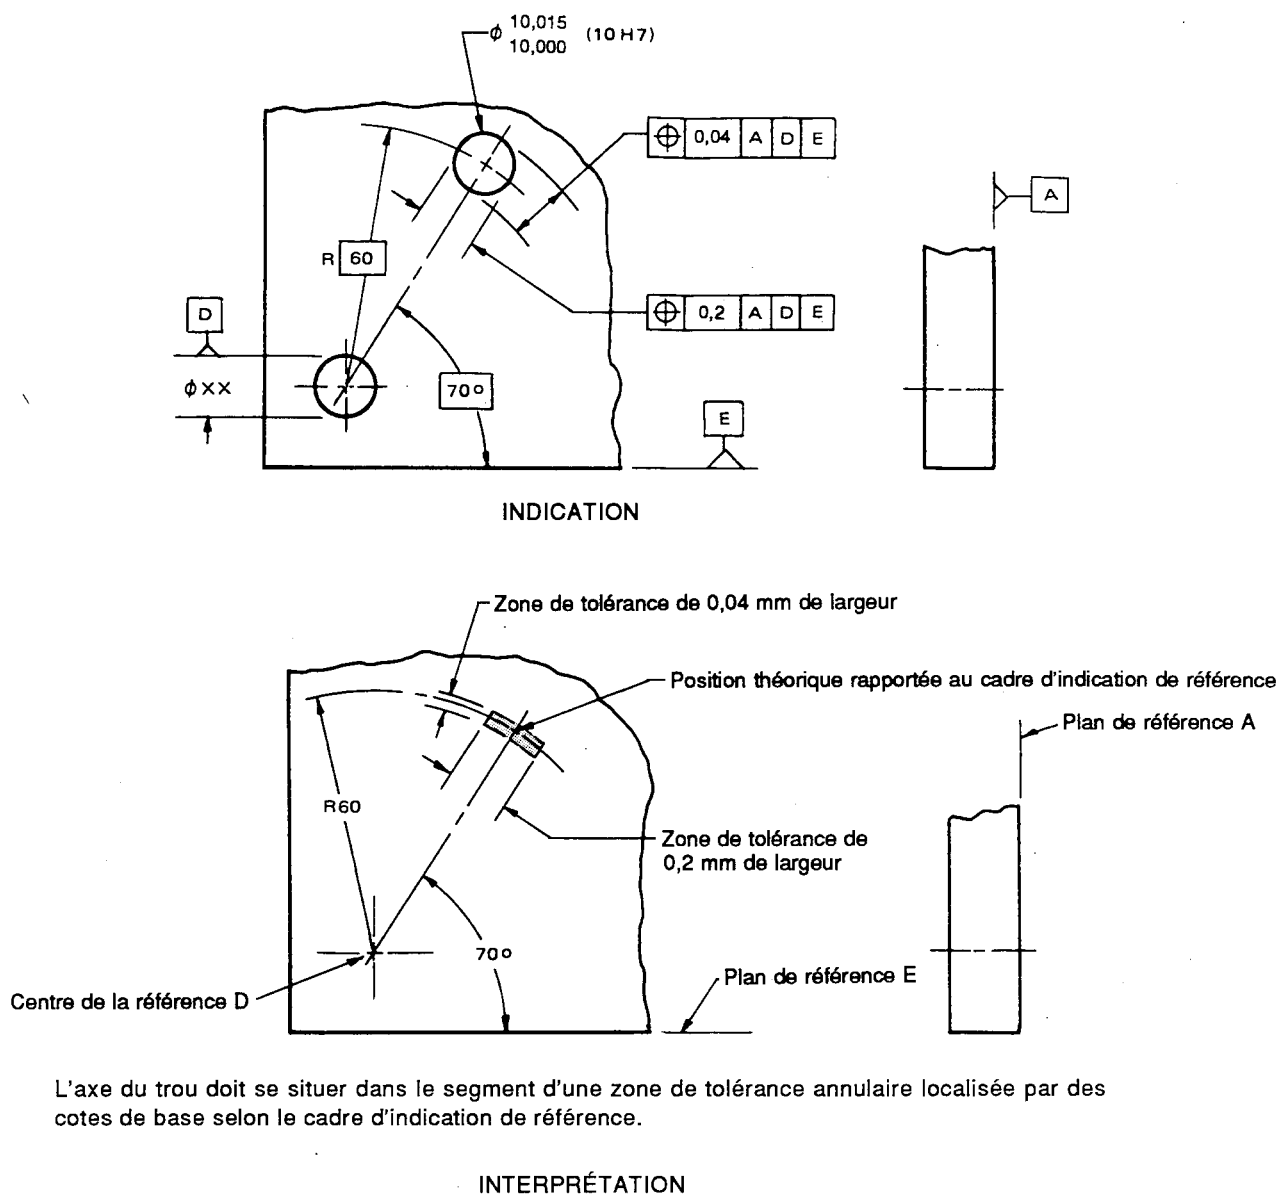 ϕ 10,015
10,000
(10 H7)
⌖ 0,04 A D E
A
R 60
D
⌖ 0,2 A D E
ϕ XX
70°
E
INDICATION
Zone de tolérance de 0,04 mm de largeur
Position théorique rapportée au cadre d'indication de référence
Plan de référence A
R60
Zone de tolérance de
0,2 mm de largeur
70°
Plan de référence E
Centre de la référence D
L'axe du trou doit se situer dans le segment d'une zone de tolérance annulaire localisée par des
cotes de base selon le cadre d'indication de référence.
INTERPRÉTATION